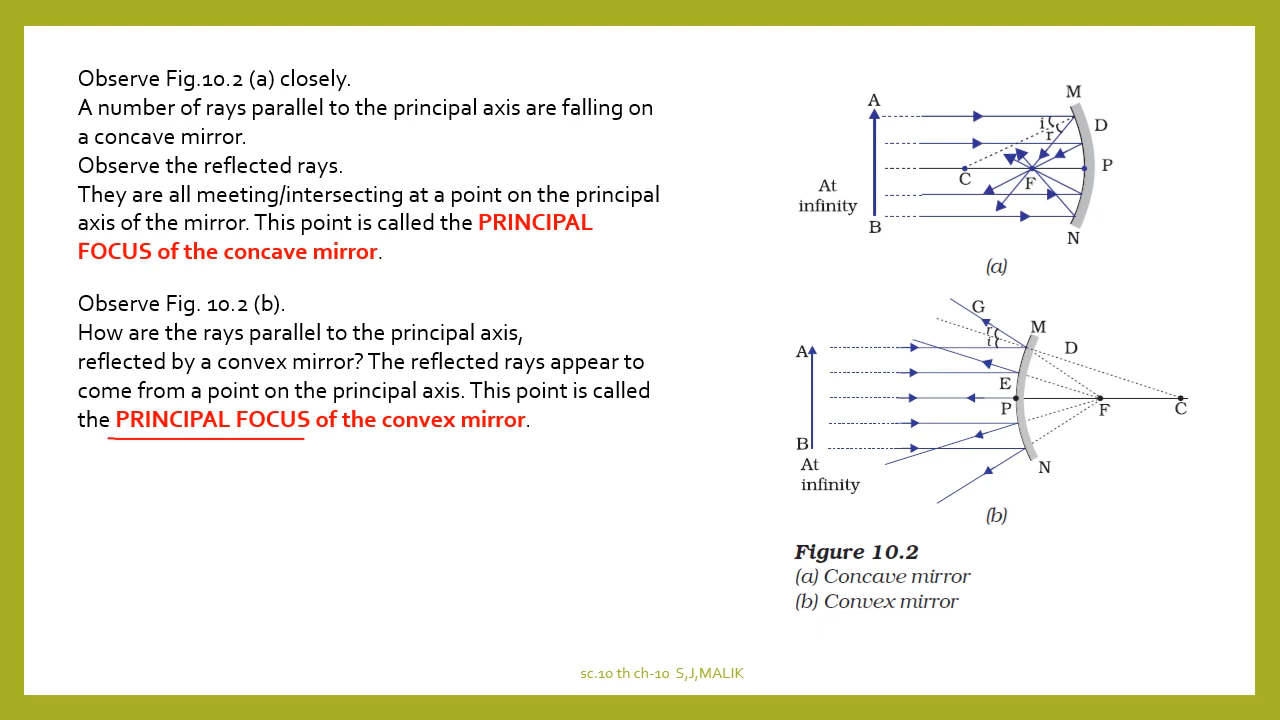 Observe Fig.10.2 (a) closely.
A number of rays parallel to the principal axis are falling on
a concave mirror.
Observe the reflected rays.
They are all meeting/intersecting at a point on the principal
axis of the mirror. This point is called the PRINCIPAL
FOCUS of the concave mirror.
Observe Fig. 10.2 (b).
How are the rays parallel to the principal axis,
reflected by a convex mirror? The reflected rays appear to
come from a point on the principal axis. This point is called
the PRINCIPAL FOCUS of the convex mirror.
M
A
D
i
r
P
C
F
At
infinity
B
N
(a)
G
M
r
i
A
D
E
P
F
C
B
At
infinity
N
(b)
Figure 10.2
(a) Concave mirror
(b) Convex mirror
sc.10 th ch-10 S,J,MALIK